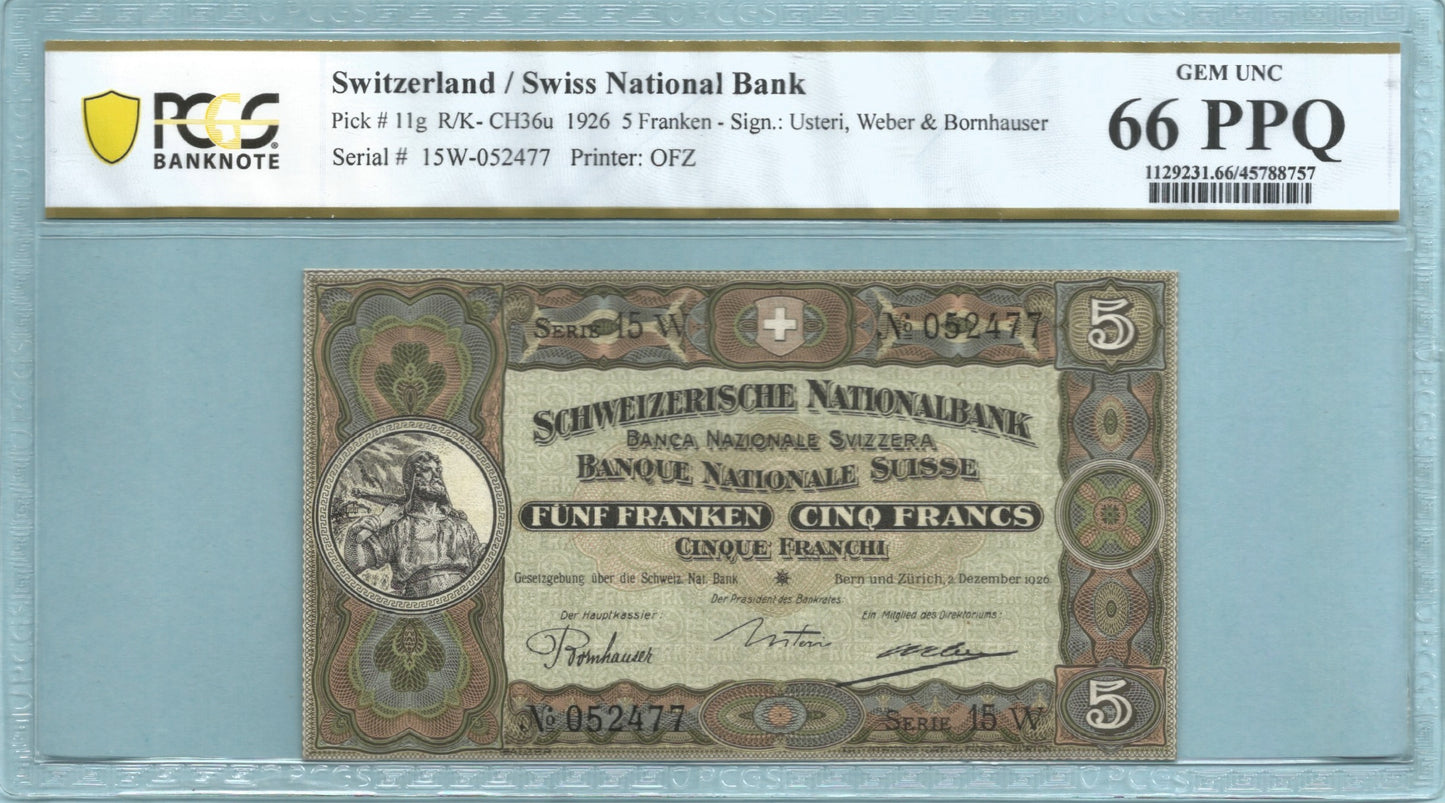 Switzerland / Swiss National Bank
Pick # 11g R/K- CH36u 1926 5 Franken - Sign.: Usteri, Weber & Bornhauser
Serial # 15W-052477 Printer: OFZ
PCGS
BANKNOTE
GEM UNC
66 PPQ
1129231.66/45788757
SERIE 15 W
№ 052477
5
SCHWEIZERISCHE NATIONALBANK
BANCA NAZIONALE SVIZZERA
BANQUE NATIONALE SUISSE
FÜNF FRANKEN CINQ FRANCS
CINQUE FRANCHI
Gesetzgebung über die Schweiz. Nat. Bank
Bern und Zürich, 2. Dezember 1926.
Der Präsident des Bankrates:
Der Hauptkassier:
Ein Mitglied des Direktoriums:
Bornhauser
Usteri
5
№ 052477
SERIE 15 W